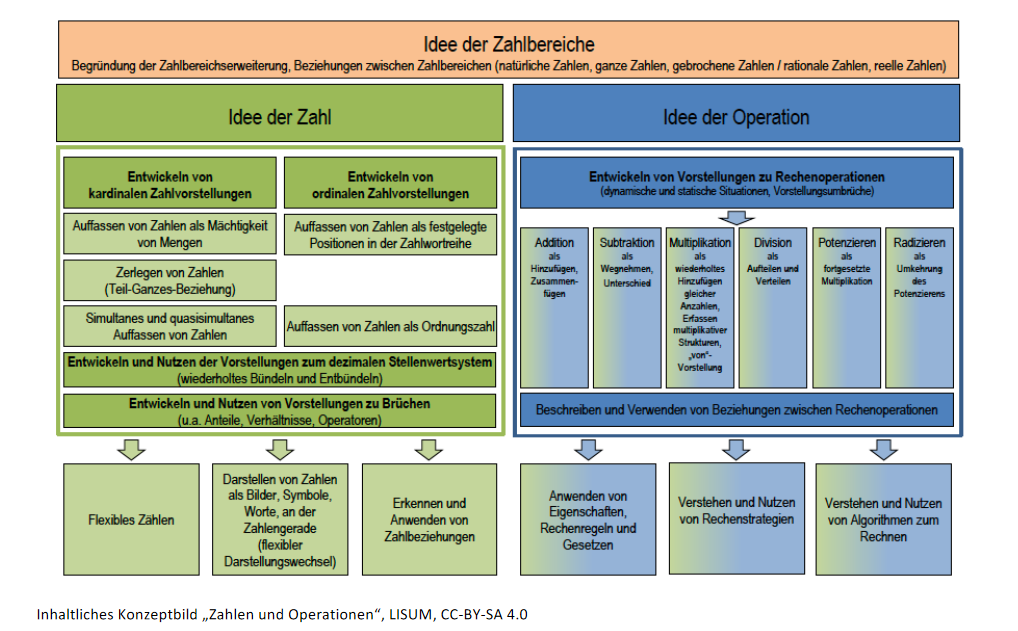 Idee der Zahlbereiche
Begründung der Zahlbereichserweiterung, Beziehungen zwischen Zahlbereichen (natürliche Zahlen, ganze Zahlen, gebrochene Zahlen / rationale Zahlen, reelle Zahlen)
Idee der Zahl
Entwickeln von
kardinalen Zahlvorstellungen
Auffassen von Zahlen als Mächtigkeit
von Mengen
Zerlegen von Zahlen
(Teil-Ganzes-Beziehung)
Simultanes und quasisimultanes
Auffassen von Zahlen
Entwickeln von
ordinalen Zahlvorstellungen
Auffassen von Zahlen als festgelegte
Positionen in der Zahlwortreihe
Auffassen von Zahlen als Ordnungszahl
Entwickeln und Nutzen der Vorstellungen zum dezimalen Stellenwertsystem
(wiederholtes Bündeln und Entbündeln)
Entwickeln und Nutzen von Vorstellungen zu Brüchen
(u.a. Anteile, Verhältnisse, Operatoren)
Flexibles Zählen
Darstellen von Zahlen
als Bilder, Symbole,
Worte, an der
Zahlengerade
(flexibler
Darstellungswechsel)
Erkennen und
Anwenden von
Zahlbeziehungen
Idee der Operation
Entwickeln von Vorstellungen zu Rechenoperationen
(dynamische und statische Situationen, Vorstellungsumbrüche)
Addition
als
Hinzufügen,
Zusammen-
fügen
Subtraktion
als
Wegnehmen,
Unterschied
Multiplikation
als
wiederholtes
Hinzufügen
gleicher
Anzahlen,
Erfassen
multiplikativer
Strukturen,
„von"-
Vorstellung
Division
als
Aufteilen und
Verteilen
Potenzieren
als
fortgesetzte
Multiplikation
Radizieren
als
Umkehrung
des
Potenzierens
Beschreiben und Verwenden von Beziehungen zwischen Rechenoperationen
Anwenden von
Eigenschaften,
Rechenregeln und
Gesetzen
Verstehen und Nutzen
von Rechenstrategien
Verstehen und Nutzen
von Algorithmen zum
Rechnen
Inhaltliches Konzeptbild „Zahlen und Operationen“, LISUM, CC-BY-SA 4.0